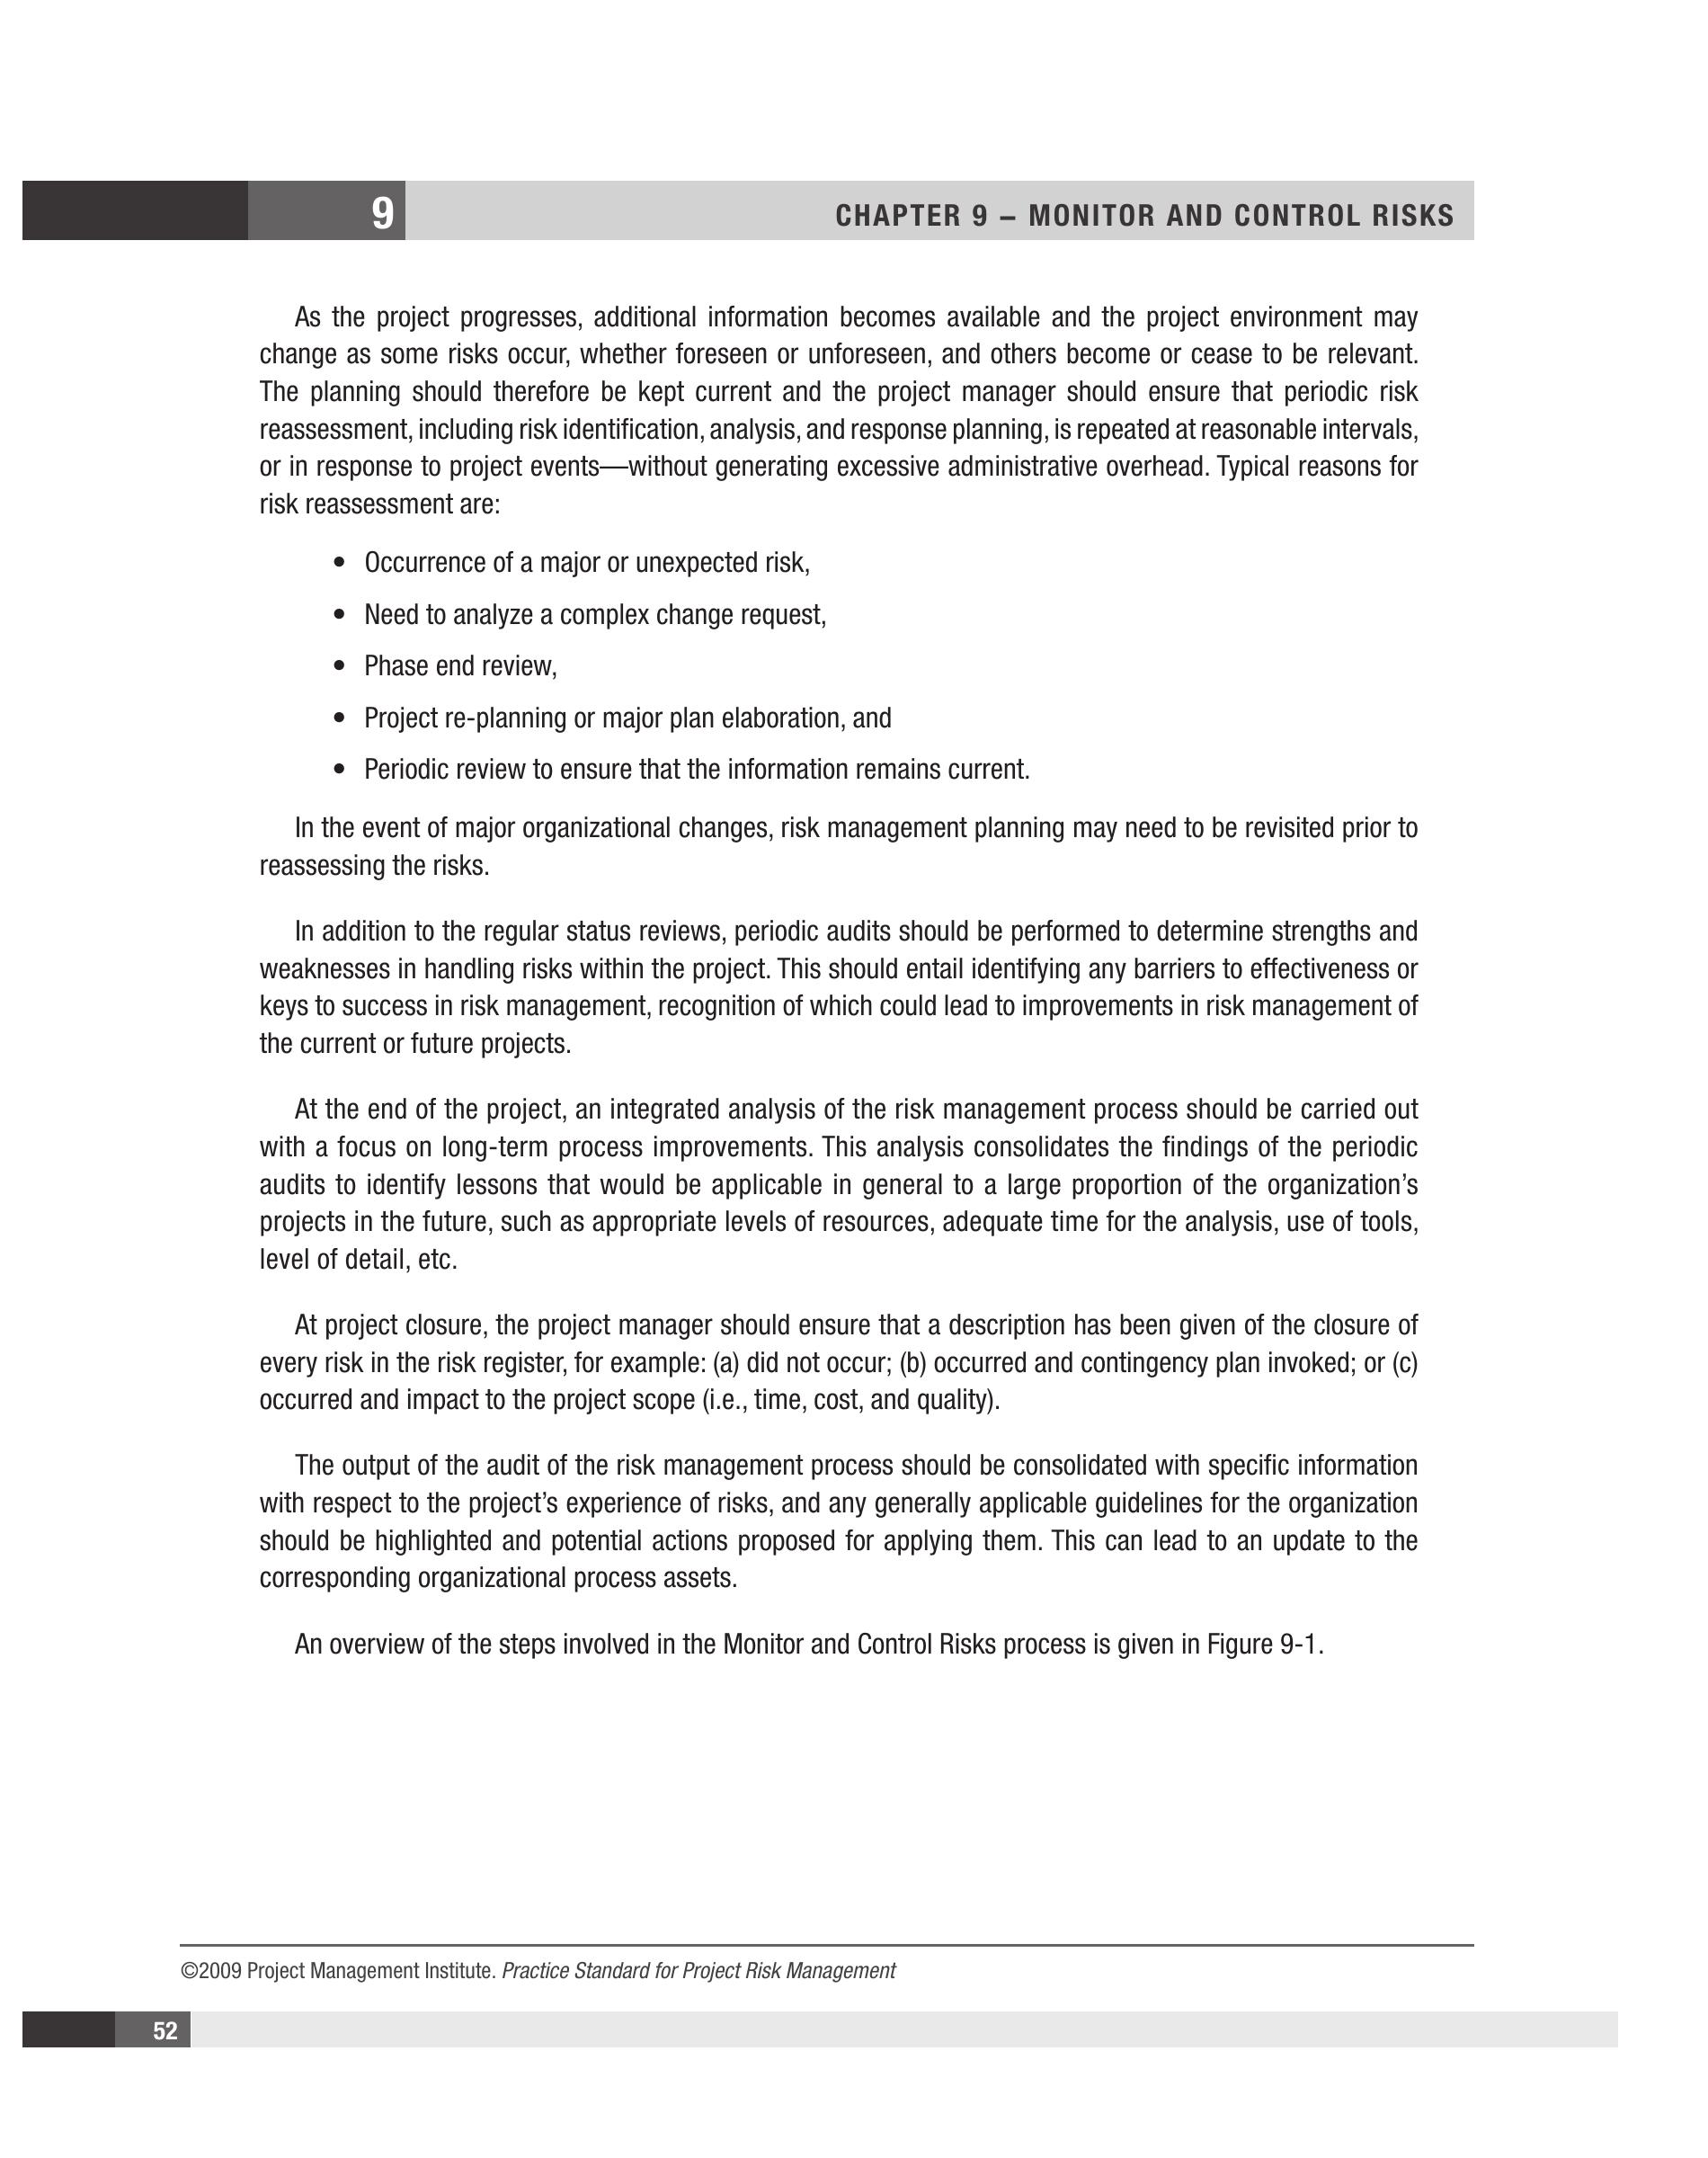 9
CHAPTER 9 – MONITOR AND CONTROL RISKS
As the project progresses, additional information becomes available and the project environment may
change as some risks occur, whether foreseen or unforeseen, and others become or cease to be relevant.
The planning should therefore be kept current and the project manager should ensure that periodic risk
reassessment, including risk identification, analysis, and response planning, is repeated at reasonable intervals,
or in response to project events—without generating excessive administrative overhead. Typical reasons for
risk reassessment are:
• Occurrence of a major or unexpected risk,
• Need to analyze a complex change request,
• Phase end review,
• Project re-planning or major plan elaboration, and
• Periodic review to ensure that the information remains current.
In the event of major organizational changes, risk management planning may need to be revisited prior to
reassessing the risks.
In addition to the regular status reviews, periodic audits should be performed to determine strengths and
weaknesses in handling risks within the project. This should entail identifying any barriers to effectiveness or
keys to success in risk management, recognition of which could lead to improvements in risk management of
the current or future projects.
At the end of the project, an integrated analysis of the risk management process should be carried out
with a focus on long-term process improvements. This analysis consolidates the findings of the periodic
audits to identify lessons that would be applicable in general to a large proportion of the organization’s
projects in the future, such as appropriate levels of resources, adequate time for the analysis, use of tools,
level of detail, etc.
At project closure, the project manager should ensure that a description has been given of the closure of
every risk in the risk register, for example: (a) did not occur; (b) occurred and contingency plan invoked; or (c)
occurred and impact to the project scope (i.e., time, cost, and quality).
The output of the audit of the risk management process should be consolidated with specific information
with respect to the project’s experience of risks, and any generally applicable guidelines for the organization
should be highlighted and potential actions proposed for applying them. This can lead to an update to the
corresponding organizational process assets.
An overview of the steps involved in the Monitor and Control Risks process is given in Figure 9-1.
©2009 Project Management Institute. Practice Standard for Project Risk Management
52